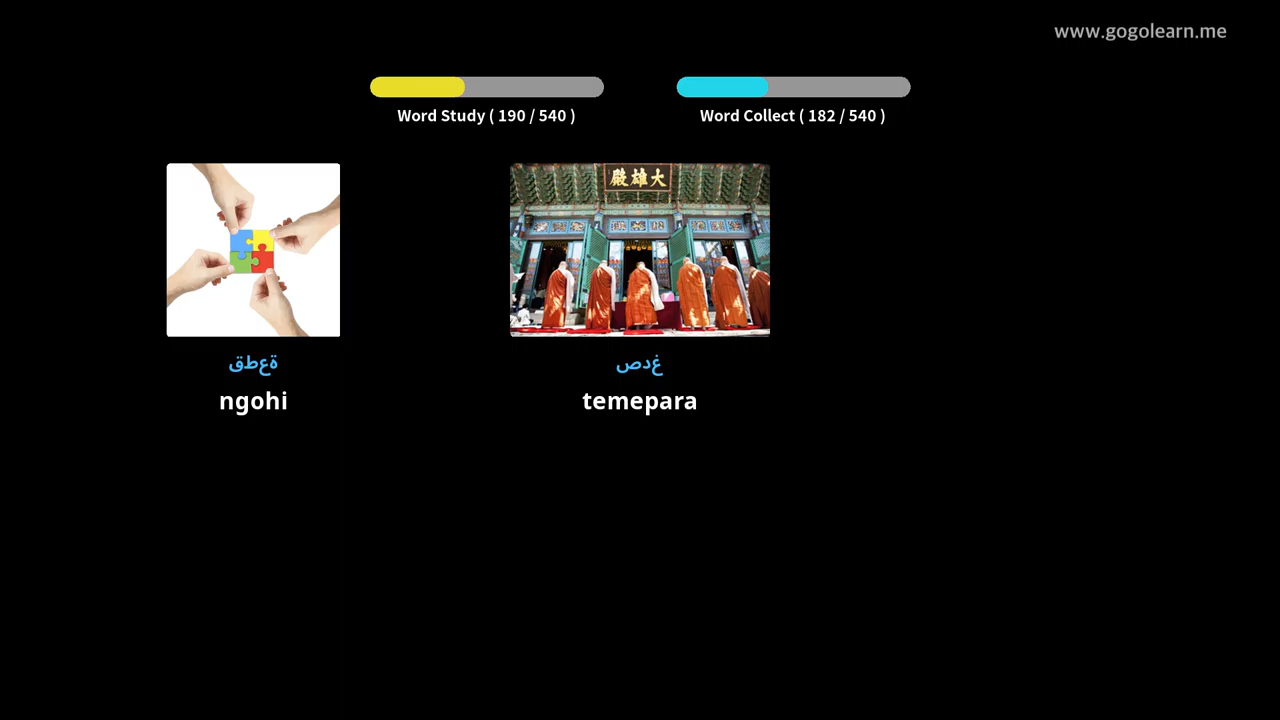 www.gogolearn.me
Word Study ( 190 / 540 )
Word Collect ( 182 / 540 )
大雄殿
ةعطق
ngohi
غدص
temepara